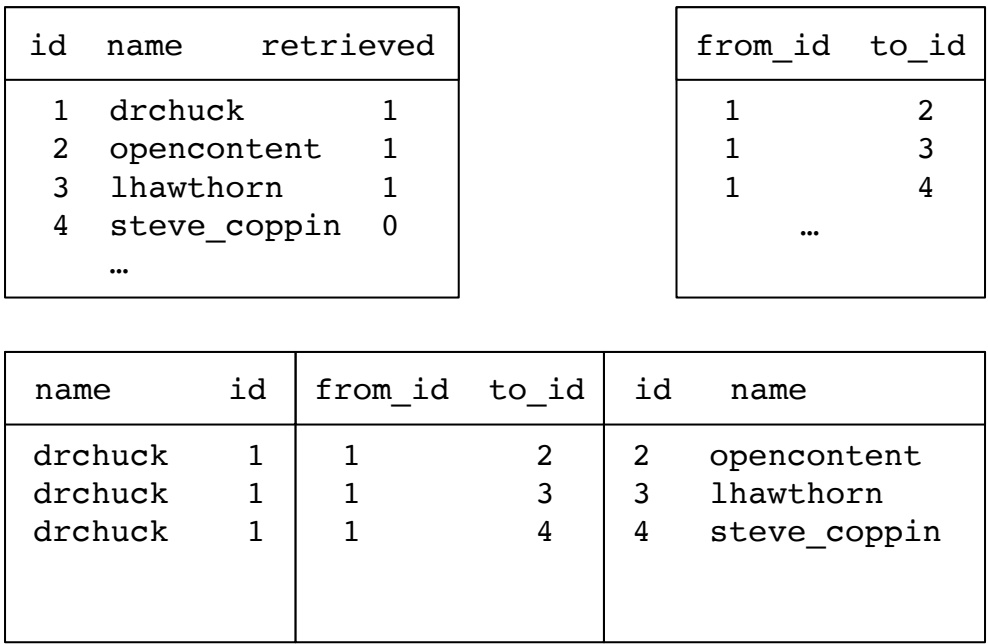 id name retrieved
1 drchuck 1
2 opencontent 1
3 lhawthorn 1
4 steve_coppin 0
…
from_id to_id
1 2
1 3
1 4
…
name id from_id to_id id name
drchuck 1 1 2 2 opencontent
drchuck 1 1 3 3 lhawthorn
drchuck 1 1 4 4 steve_coppin